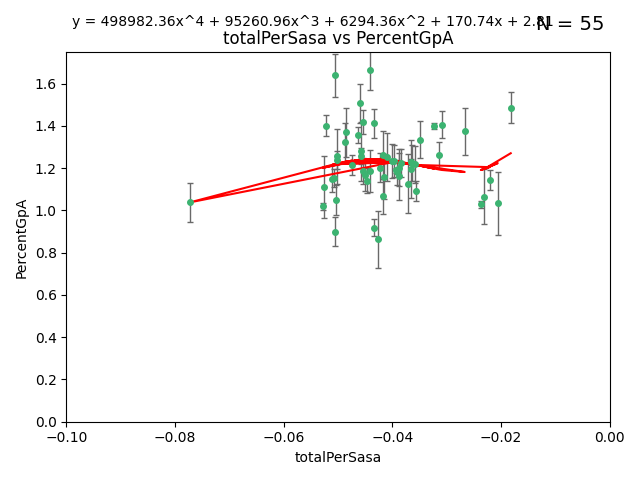 y = 498982.36x^4 + 95260.96x^3 + 6294.36x^2 + 170.74x + 2.81
N = 55
totalPerSasa vs PercentGpA
PercentGpA
1.6
1.4
1.2
1.0
0.8
0.6
0.4
0.2
0.0
−0.10 −0.08 −0.06 −0.04 −0.02 0.00
totalPerSasa